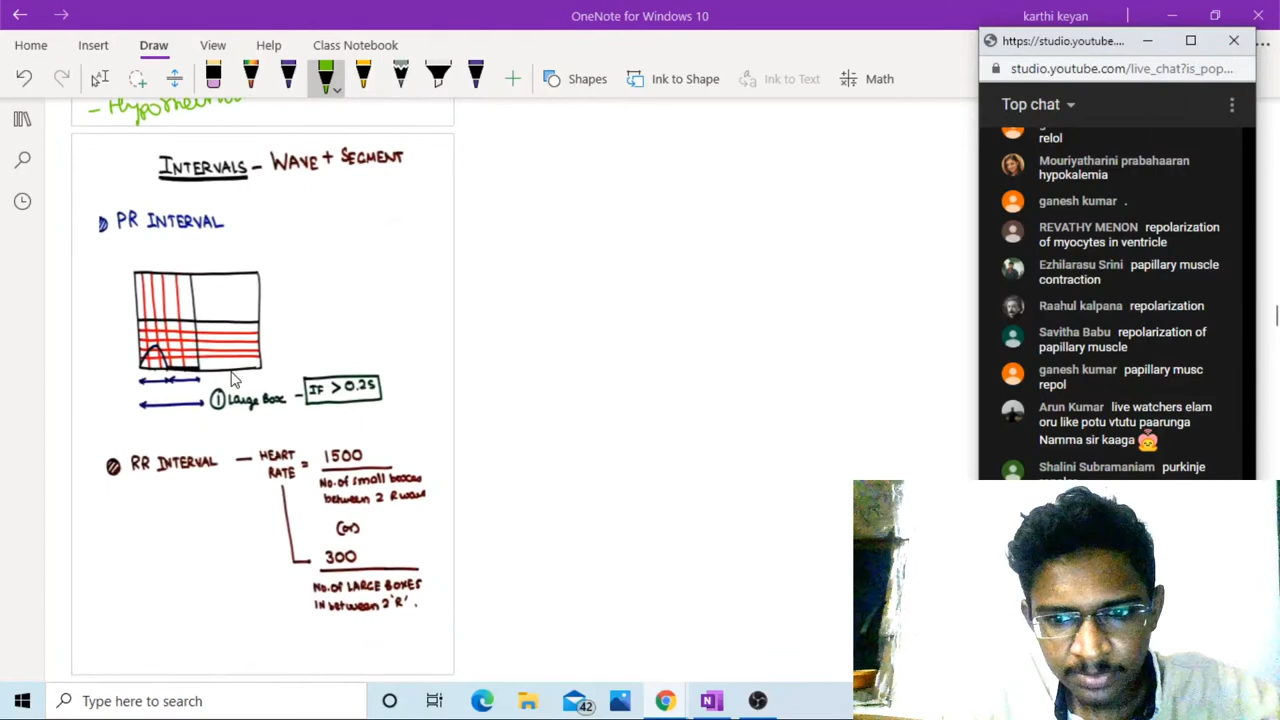 OneNote for Windows 10
karthi keyan
Home
Insert
Draw
View
Help
Class Notebook
Shapes
Ink to Shape
Ink to Text
Math
INTERVALS - WAVE + SEGMENT
PR INTERVAL
① Large Box - IF > 0.2S
RR INTERVAL - HEART RATE = 1500
No. of small boxes
between 2 R waves
(or)
300
No. of LARGE BOXES
IN between 2 'R'.
https://studio.youtube....
studio.youtube.com/live_chat?is_pop...
Top chat
relol
Mouriyatharini prabahaaran
hypokalemia
ganesh kumar .
REVATHY MENON repolarization
of myocytes in ventricle
Ezhilarasu Srini papillary muscle
contraction
Raahul kalpana repolarization
Savitha Babu repolarization of
papillary muscle
ganesh kumar papillary musc
repol
Arun Kumar live watchers elam
oru like potu vtutu paarunga
Namma sir kaaga
Shalini Subramaniam purkinje
Type here to search
42